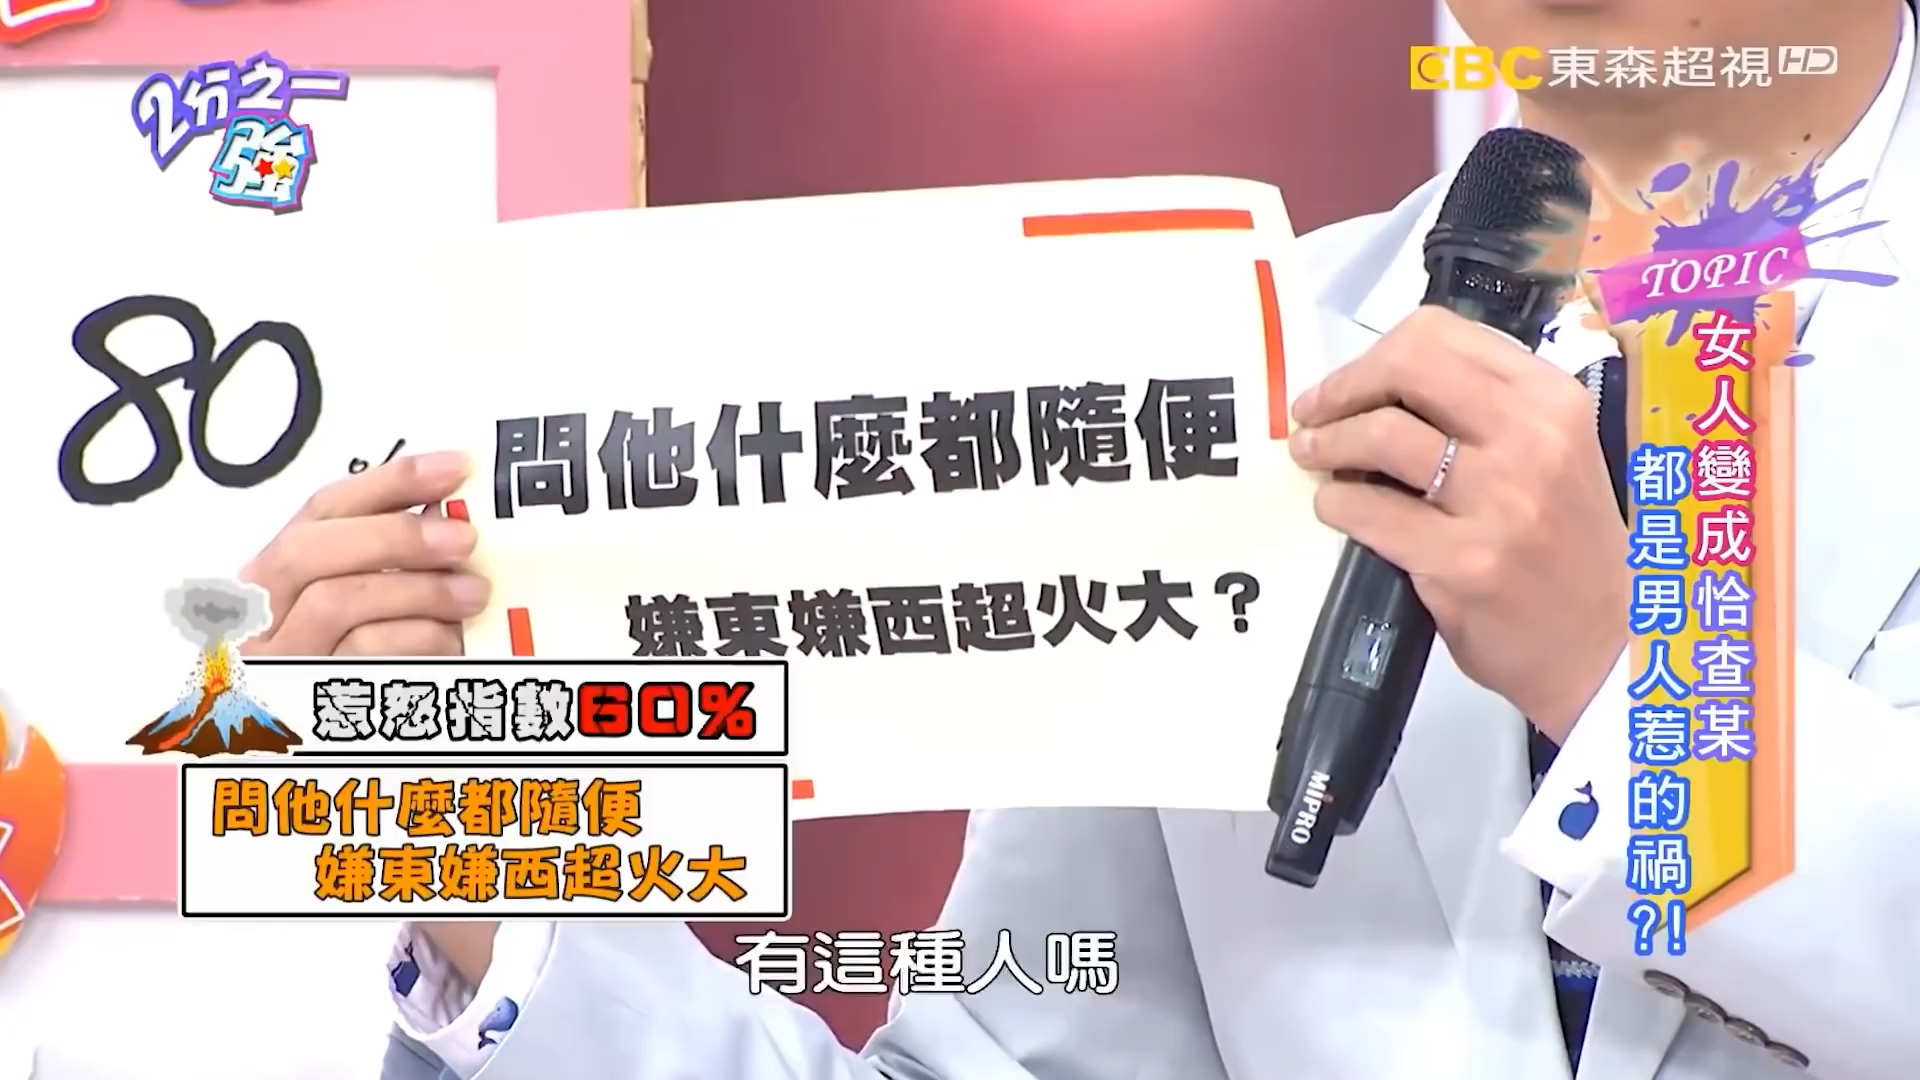 2分之一
強
EBC東森超視HD
80%
問他什麼都隨便
嫌東嫌西超火大？
MIPRO
TOPIC
女人變成恰查某
都是男人惹的禍?!
惹怒指數60%
問他什麼都隨便
嫌東嫌西超火大
有這種人嗎